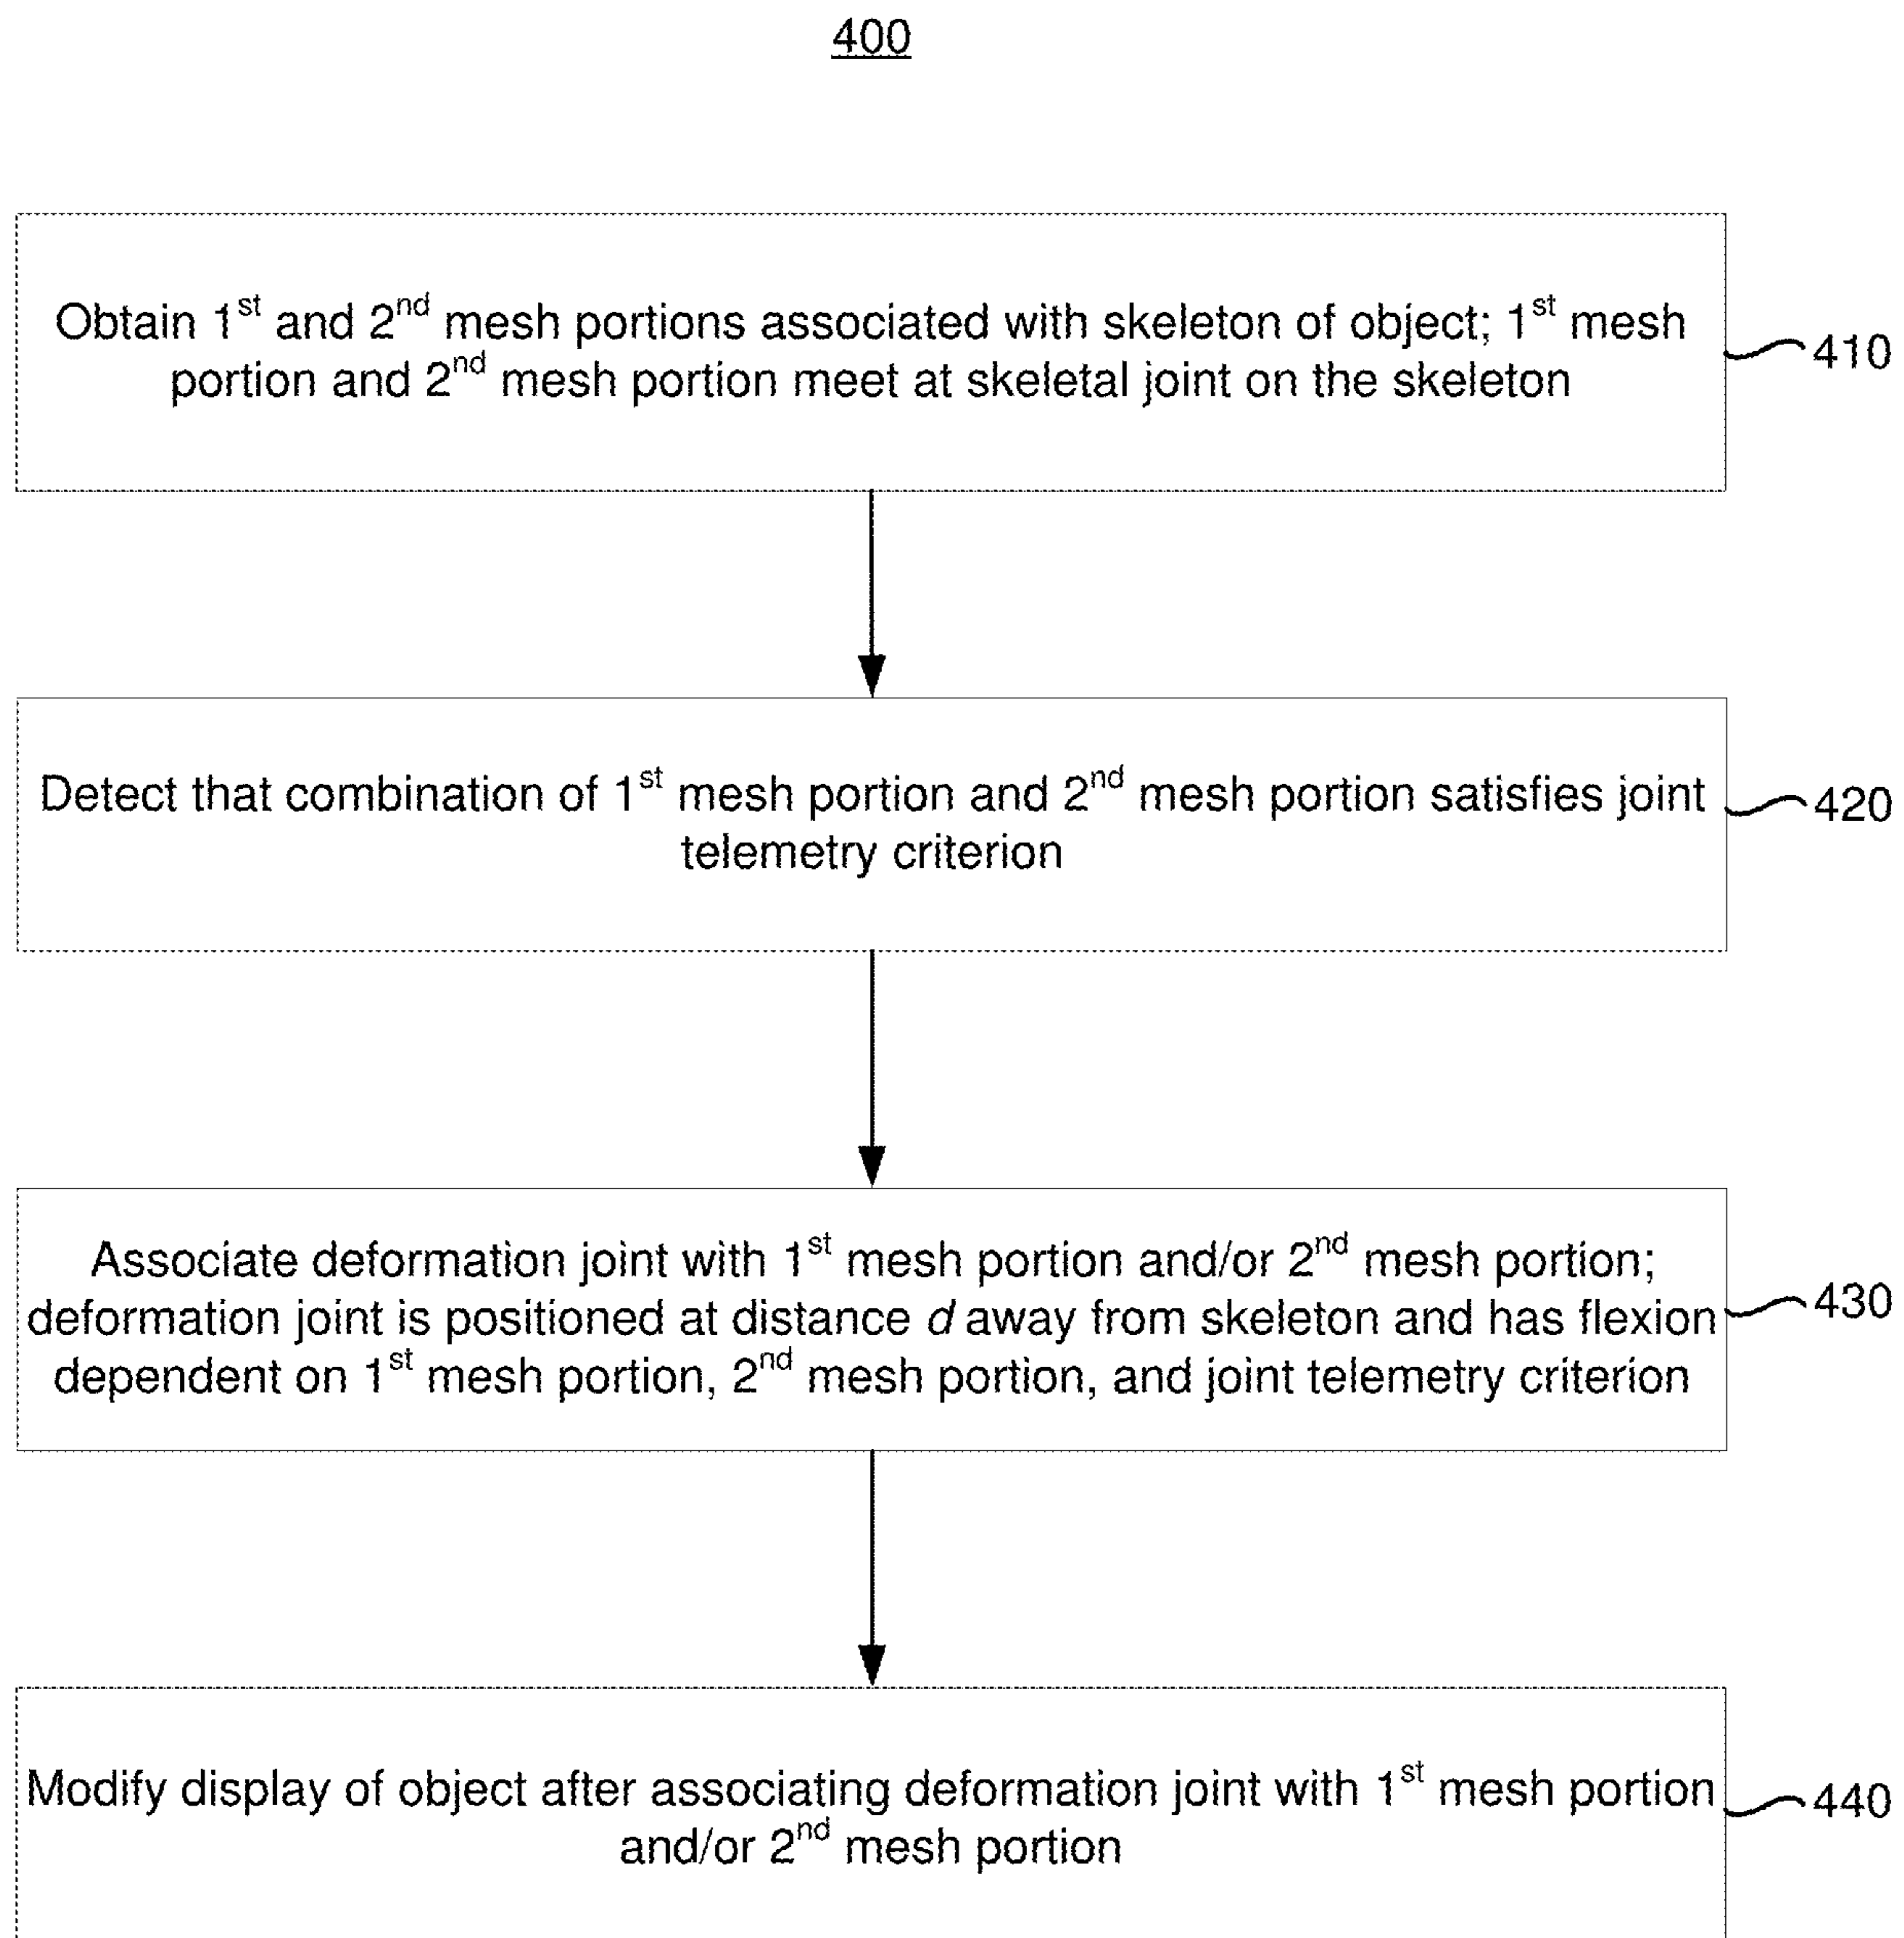 400
Obtain 1st and 2nd mesh portions associated with skeleton of object; 1st mesh
portion and 2nd mesh portion meet at skeletal joint on the skeleton
410
Detect that combination of 1st mesh portion and 2nd mesh portion satisfies joint
telemetry criterion
420
Associate deformation joint with 1st mesh portion and/or 2nd mesh portion;
deformation joint is positioned at distance d away from skeleton and has flexion
dependent on 1st mesh portion, 2nd mesh portion, and joint telemetry criterion
430
Modify display of object after associating deformation joint with 1st mesh portion
and/or 2nd mesh portion
440